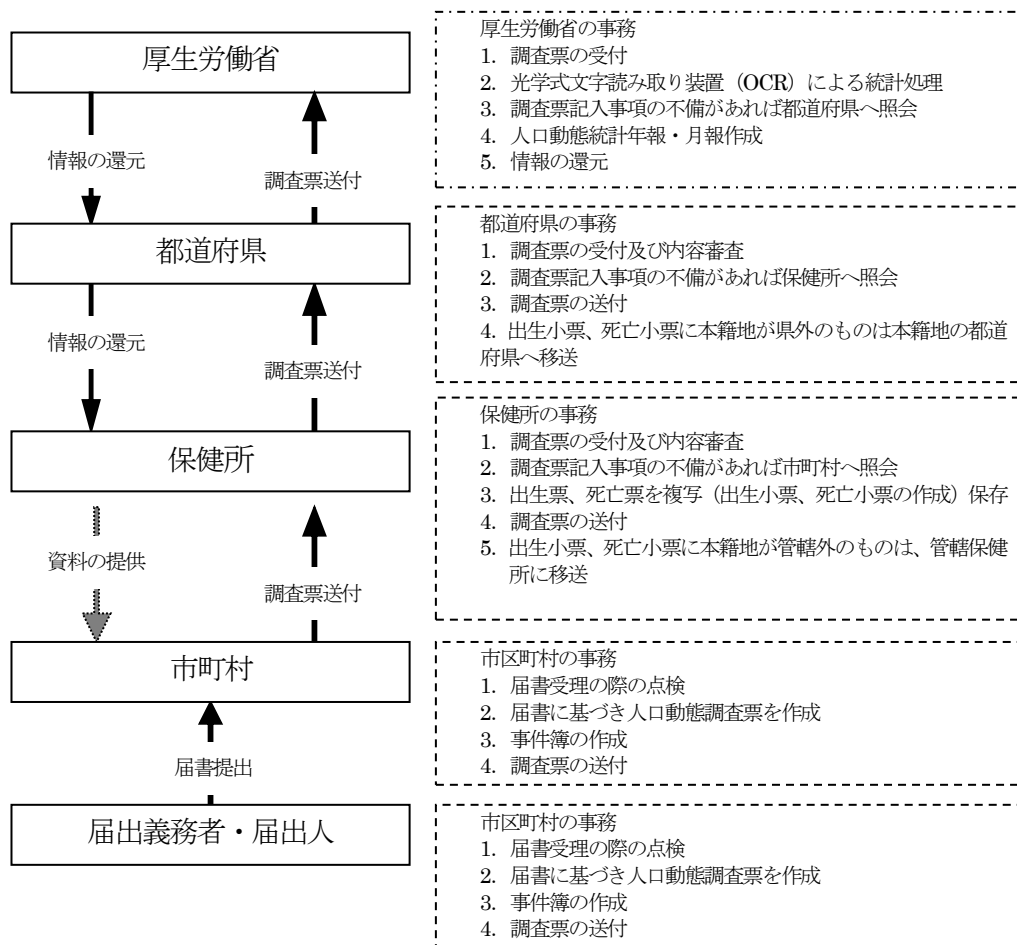 厚生労働省
情報の還元
調査票送付
都道府県
情報の還元
調査票送付
保健所
資料の提供
調査票送付
市町村
届書提出
届出義務者・届出人
厚生労働省の事務
1. 調査票の受付
2. 光学式文字読み取り装置（OCR）による統計処理
3. 調査票記入事項の不備があれば都道府県へ照会
4. 人口動態統計年報・月報作成
5. 情報の還元
都道府県の事務
1. 調査票の受付及び内容審査
2. 調査票記入事項の不備があれば保健所へ照会
3. 調査票の送付
4. 出生小票、死亡小票に本籍地が県外のものは本籍地の都道
府県へ移送
保健所の事務
1. 調査票の受付及び内容審査
2. 調査票記入事項の不備があれば市町村へ照会
3. 出生票、死亡票を複写（出生小票、死亡小票の作成）保存
4. 調査票の送付
5. 出生小票、死亡小票に本籍地が管轄外のものは、管轄保健
所に移送
市区町村の事務
1. 届書受理の際の点検
2. 届書に基づき人口動態調査票を作成
3. 事件簿の作成
4. 調査票の送付
市区町村の事務
1. 届書受理の際の点検
2. 届書に基づき人口動態調査票を作成
3. 事件簿の作成
4. 調査票の送付